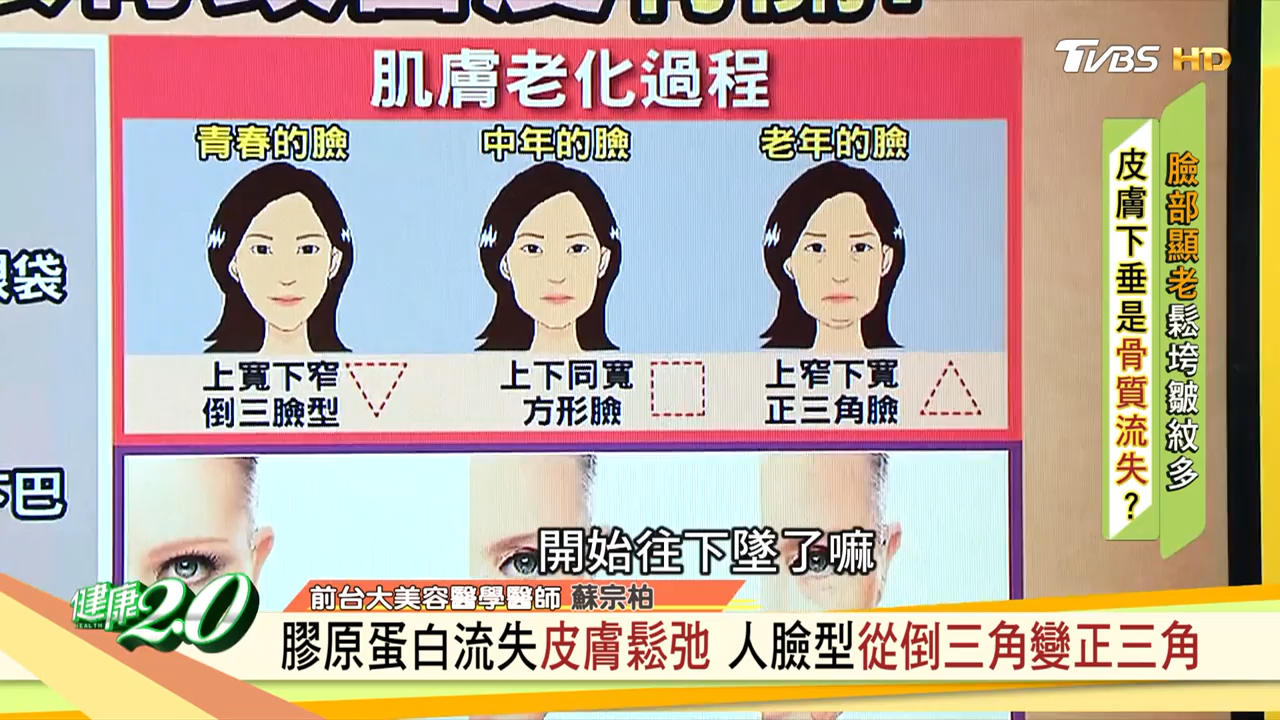 TVBS HD
肌膚老化過程
青春的臉
中年的臉
老年的臉
上寬下窄
倒三臉型
上下同寬
方形臉
上窄下寬
正三角臉
臉部顯老鬆垮皺紋多
皮膚下垂是骨質流失?
袋
巴
開始往下墜了嘛
健康2.0
HEALTH
前台大美容醫學醫師 蘇宗柏
膠原蛋白流失皮膚鬆弛 人臉型從倒三角變正三角